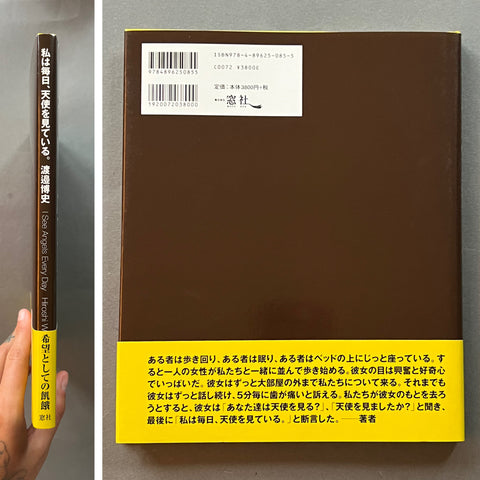 私は毎日、天使を見ている。 渡邉博史
I See Angels Every Day Hiroshi W
希望としての飢餓 窓社
ISBN978-4-89625-085-5
C0072 ¥3800E
定価:本体3800円+税
株式会社 窓社
9784896250855
1920072038000
ある者は歩き回り、ある者は眠り、ある者はベッドの上にじっと座っている。す
ると一人の女性が私たちと一緒に並んで歩き始める。彼女の目は興奮と好奇心
でいっぱいだ。彼女はずっと大部屋の外まで私たちについて来る。それまでも
彼女はずっと話し続け、5分毎に歯が痛いと訴える。私たちが彼女のもとを去ろ
うとすると、彼女は「あなた達は天使を見る?」、「天使を見ましたか?」と聞き、
最後に「私は毎日、天使を見ている。」と断言した。——著者